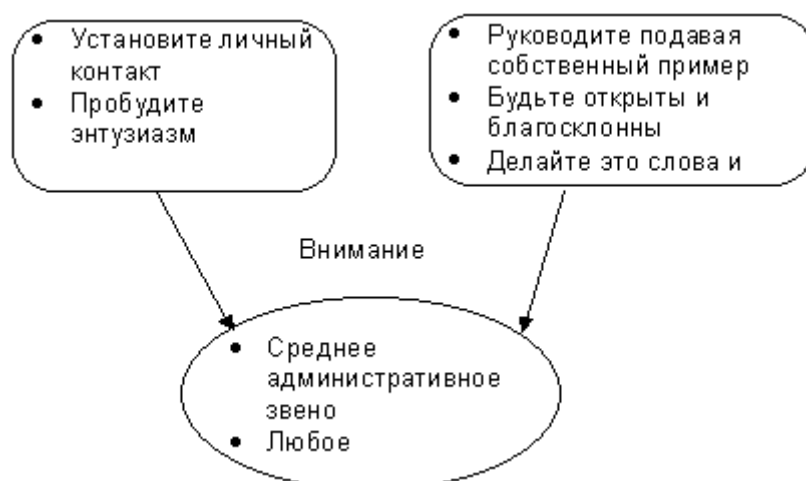 • Установите личный
контакт
• Пробудите
энтузиазм
• Руководите подавая
собственный пример
• Будьте открыты и
благосклонны
• Делайте это слова и
Внимание
• Среднее
административное
звено
• Любое